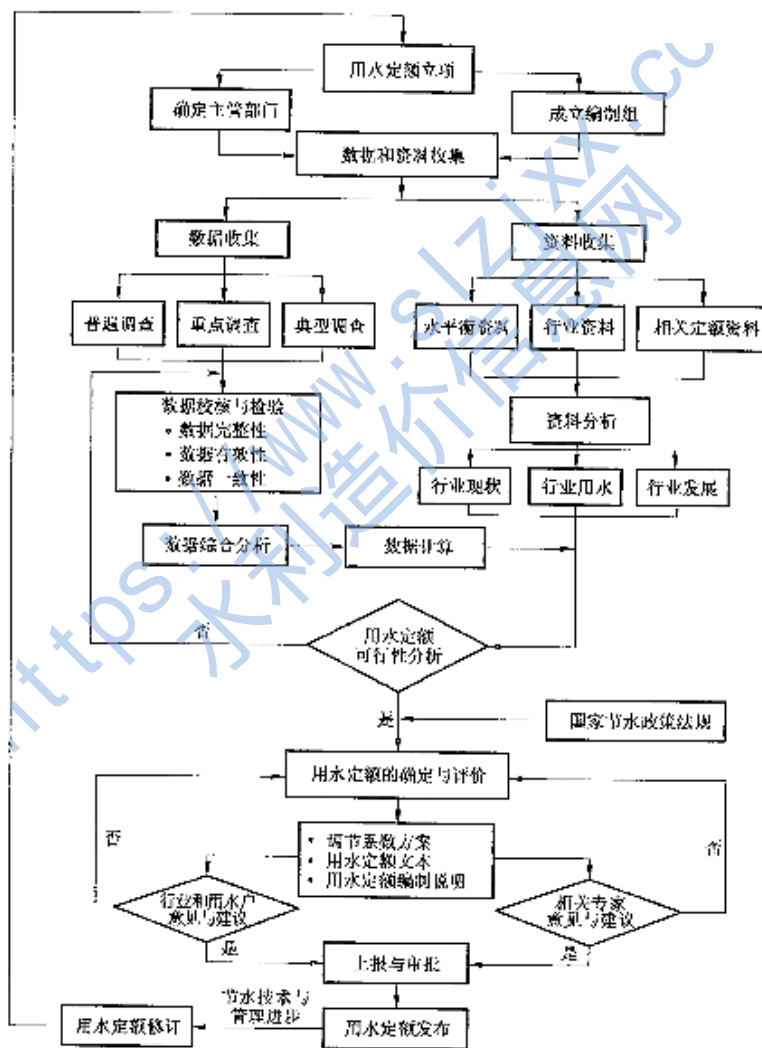 用水定额立项
确定主管部门
成立编制组
数据和资料收集
数据收集
资料收集
普遍调查
重点调查
典型调查
水平衡资料
行业资料
相关定额资料
数据校核与检验
• 数据完整性
• 数据有效性
• 数据一致性
资料分析
行业现状
行业用水
行业发展
数据综合分析
数据计算
否
用水定额
可行性分析
是
国家节水政策法规
用水定额的确定与评价
否
• 调节系数方案
• 用水定额文本
• 用水定额编制说明
否
行业和用水户
意见与建议
相关专家
意见与建议
是
是
上报与审报
节水技术与
管理进步
用水定额修订
用水定额发布
https://www.slzjxx.co
水利造价信息网